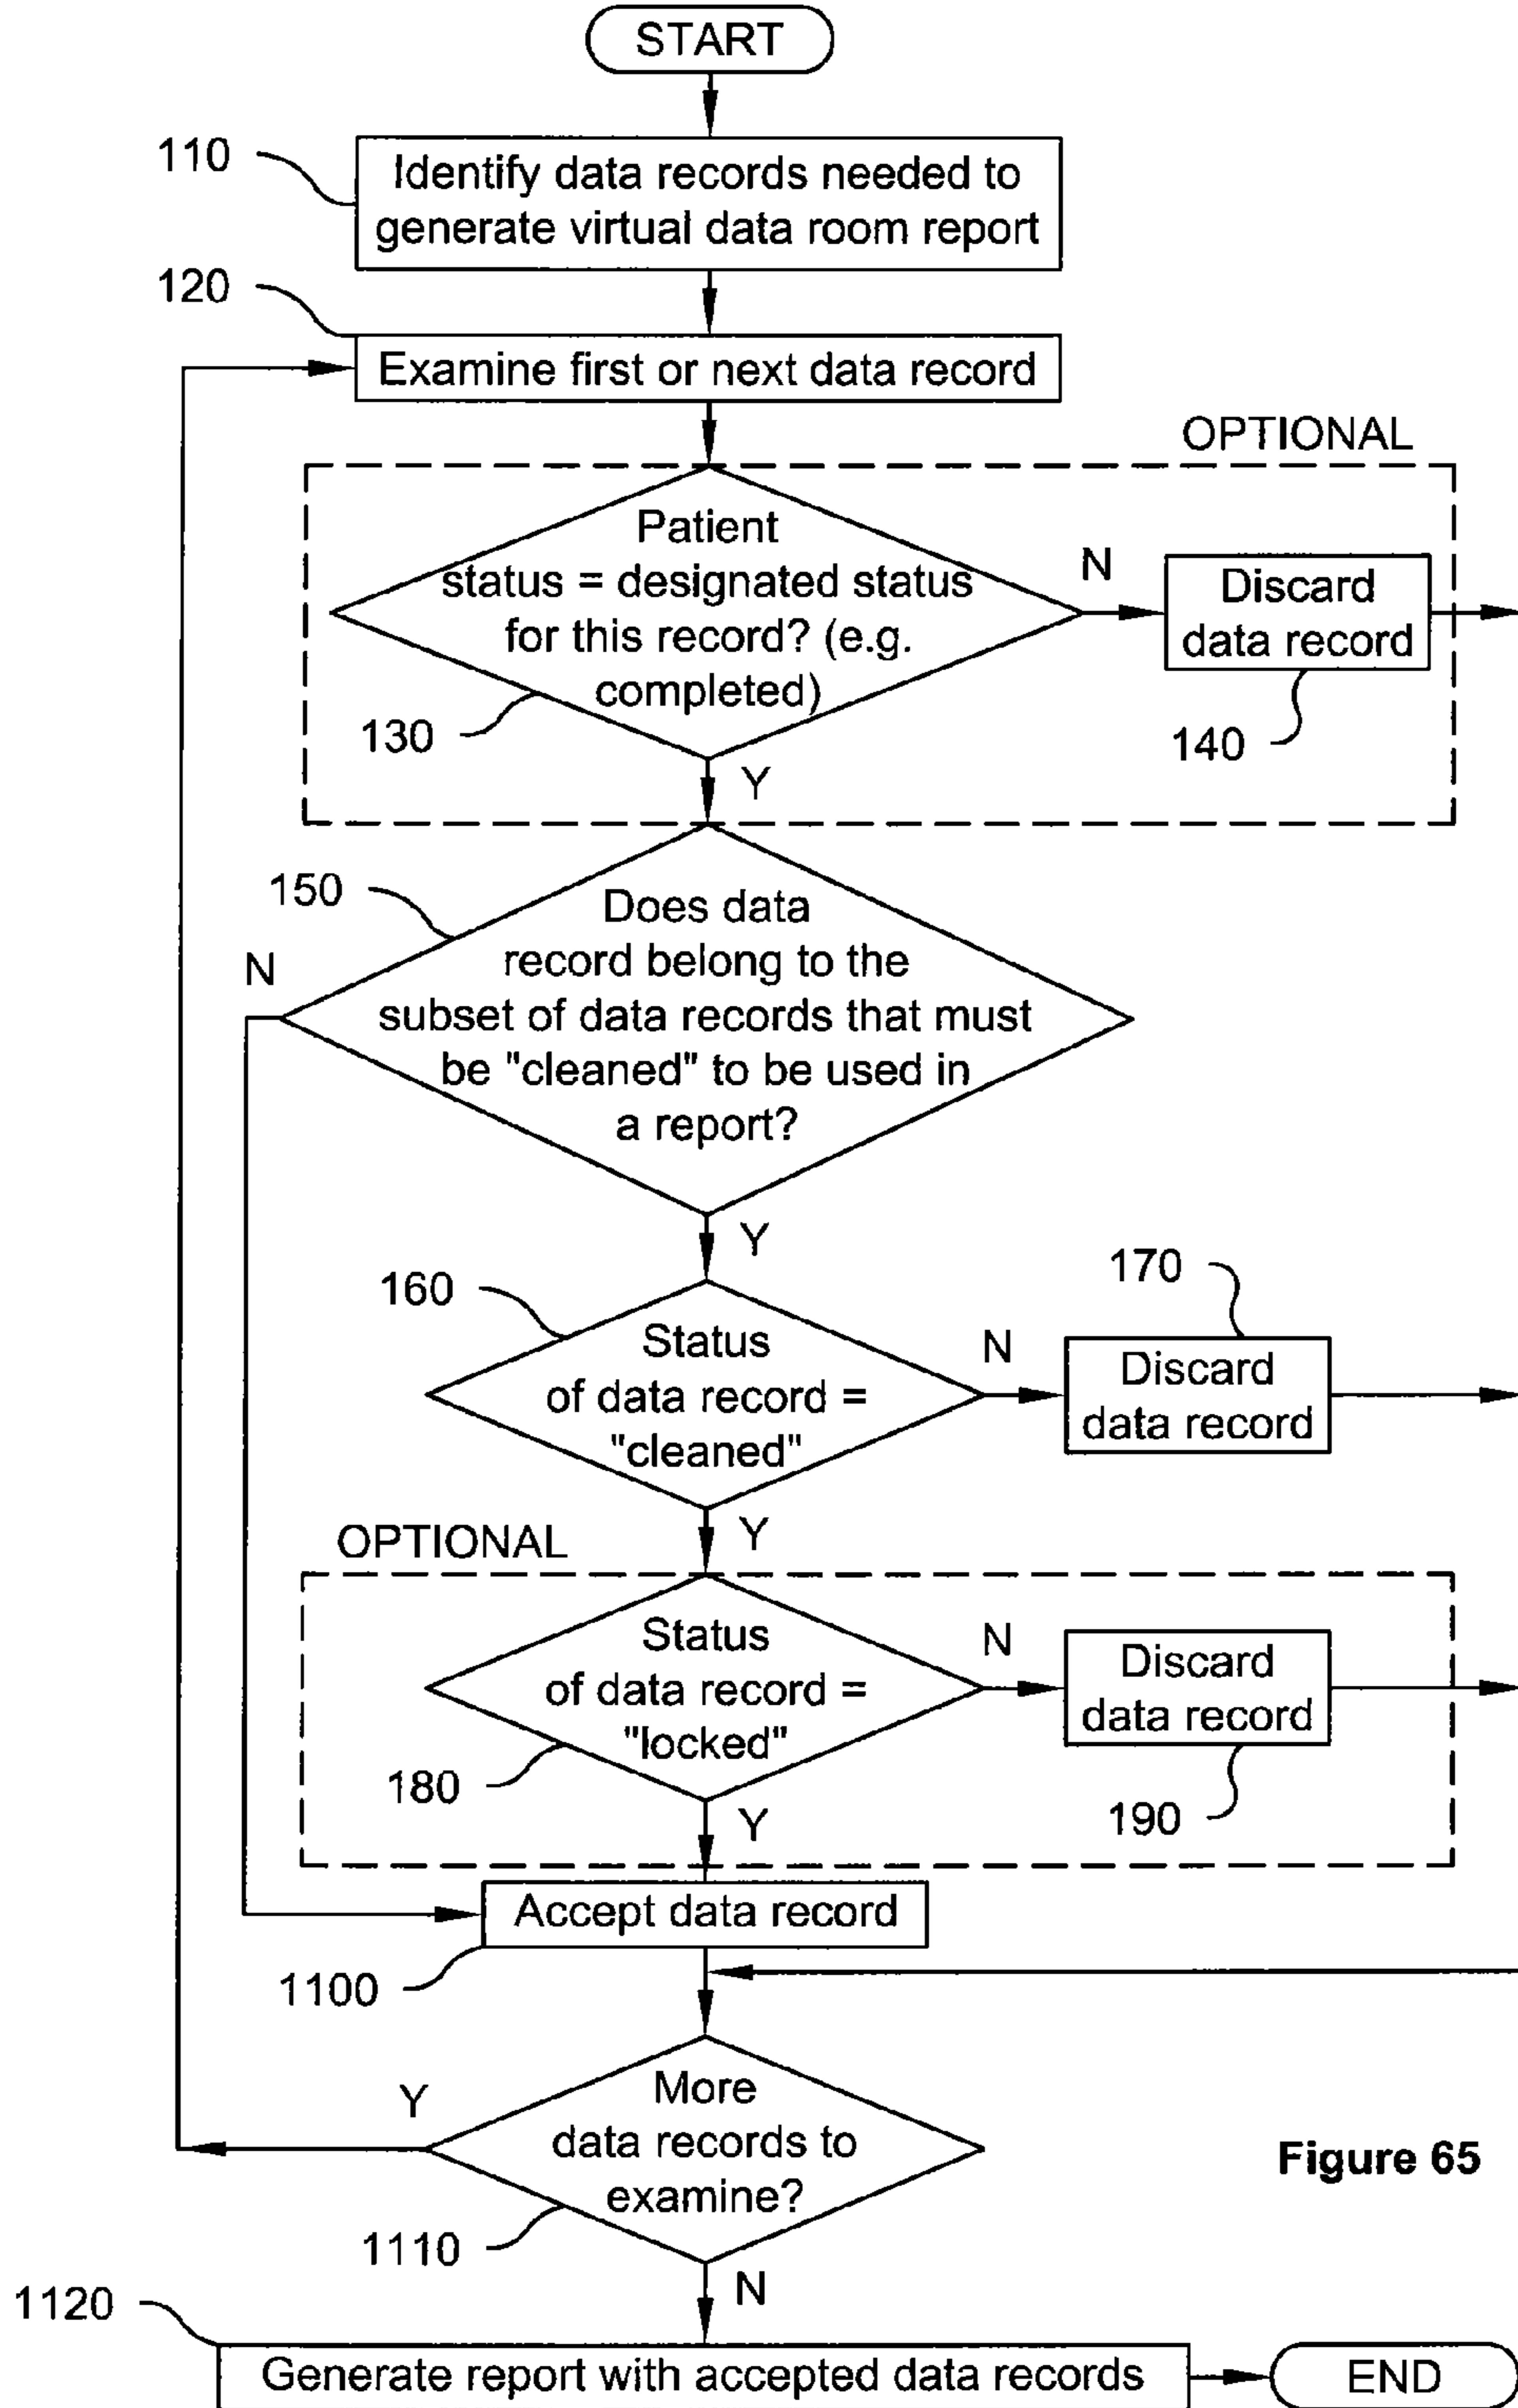 START
110
Identify data records needed to
generate virtual data room report
120
Examine first or next data record
OPTIONAL
Patient
status = designated status
for this record? (e.g.
completed)
N
Discard
data record
130
140
Y
150
Does data
record belong to the
subset of data records that must
be "cleaned" to be used in
a report?
N
Y
160
170
Status
of data record =
"cleaned"
N
Discard
data record
Y
OPTIONAL
Status
of data record =
"locked"
N
Discard
data record
180
190
Y
Accept data record
1100
More
data records to
examine?
Y
1110
N
Figure 65
1120
Generate report with accepted data records
END